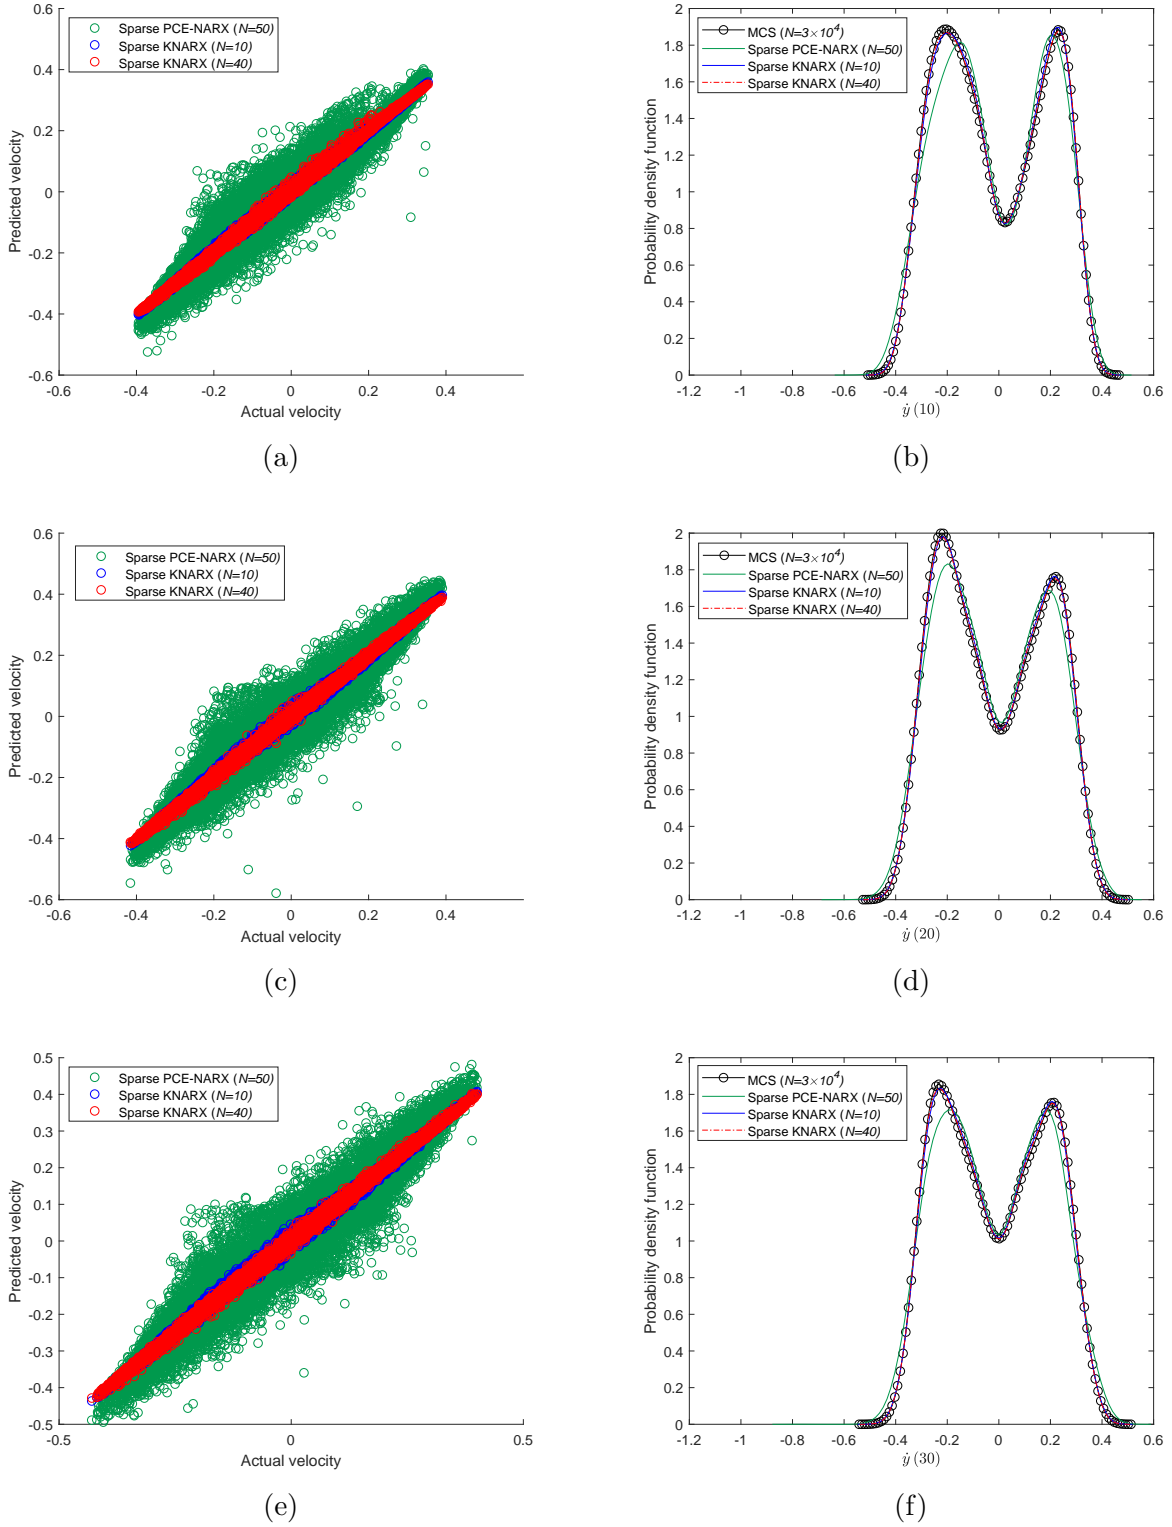 0.6
0.4
0.2
0
-0.2
-0.4
-0.6
-0.6
-0.4
-0.2
0
0.2
0.4
Predicted velocity
Actual velocity
Sparse PCE-NARX (N=50)
Sparse KNARX (N=10)
Sparse KNARX (N=40)
(a)
2
1.8
1.6
1.4
1.2
1
0.8
0.6
0.4
0.2
0
-1.2
-1
-0.8
-0.6
-0.4
-0.2
0
0.2
0.4
0.6
Probability density function
ẏ (10)
MCS (N=3×10⁴)
Sparse PCE-NARX (N=50)
Sparse KNARX (N=10)
Sparse KNARX (N=40)
(b)
0.6
0.4
0.2
0
-0.2
-0.4
-0.6
-0.6
-0.4
-0.2
0
0.2
0.4
Predicted velocity
Actual velocity
Sparse PCE-NARX (N=50)
Sparse KNARX (N=10)
Sparse KNARX (N=40)
(c)
2
1.8
1.6
1.4
1.2
1
0.8
0.6
0.4
0.2
0
-1.2
-1
-0.8
-0.6
-0.4
-0.2
0
0.2
0.4
0.6
Probability density function
ẏ (20)
MCS (N=3×10⁴)
Sparse PCE-NARX (N=50)
Sparse KNARX (N=10)
Sparse KNARX (N=40)
(d)
0.5
0.4
0.3
0.2
0.1
0
-0.1
-0.2
-0.3
-0.4
-0.5
-0.5
0
0.5
Predicted velocity
Actual velocity
Sparse PCE-NARX (N=50)
Sparse KNARX (N=10)
Sparse KNARX (N=40)
(e)
2
1.8
1.6
1.4
1.2
1
0.8
0.6
0.4
0.2
0
-1.2
-1
-0.8
-0.6
-0.4
-0.2
0
0.2
0.4
0.6
Probability density function
ẏ (30)
MCS (N=3×10⁴)
Sparse PCE-NARX (N=50)
Sparse KNARX (N=10)
Sparse KNARX (N=40)
(f)